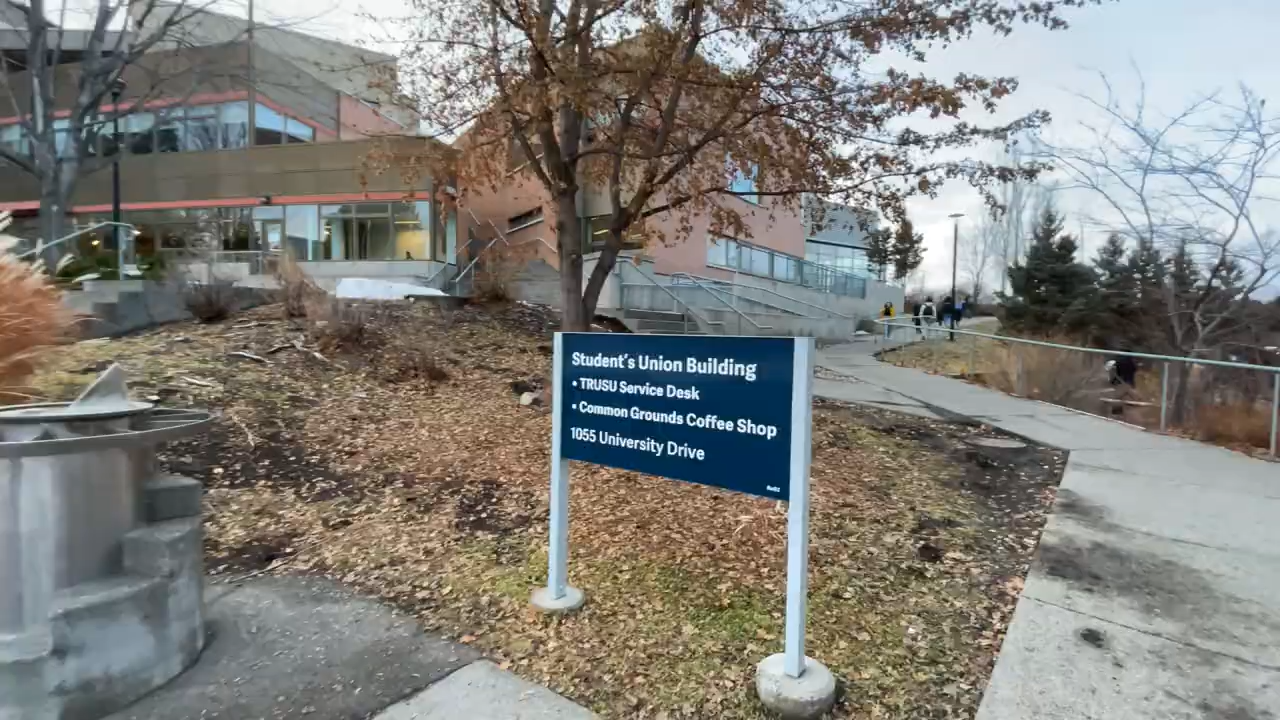 Student's Union Building
• TRUSU Service Desk
• Common Grounds Coffee Shop
1055 University Drive